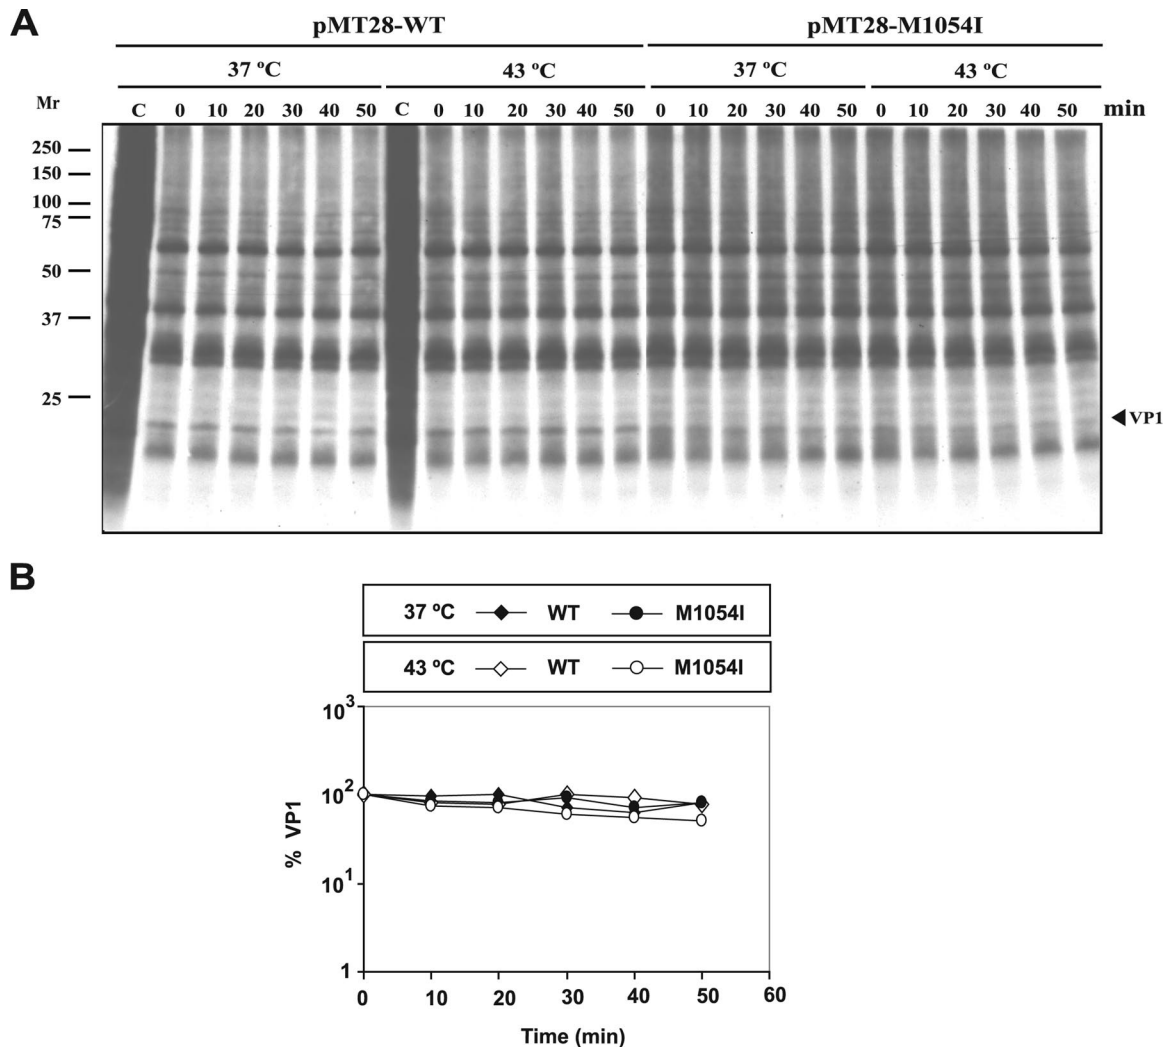 A
pMT28-WT pMT28-M1054I
37 ºC 43 ºC 37 ºC 43 ºC
Mr C 0 10 20 30 40 50 C 0 10 20 30 40 50 0 10 20 30 40 50 0 10 20 30 40 50 min
250
150
100
75
50
37
25
VP1
B
37 ºC WT M1054I
43 ºC WT M1054I
10³
10²
10¹
1
% VP1
0 10 20 30 40 50 60
Time (min)